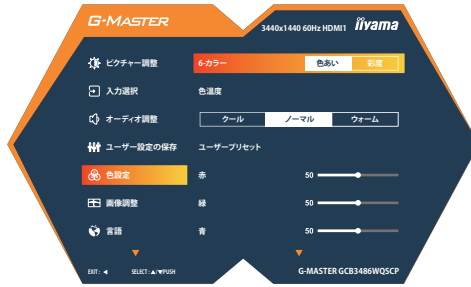 G-MASTER
3440x1440 60Hz HDMI1 iiyama
ピクチャー調整
6-カラー 色あい 彩度
入力選択
色温度
オーディオ調整
クール ノーマル ウォーム
ユーザー設定の保存
ユーザープリセット
色設定
赤 50
画像調整
緑 50
言語
青 50
EXIT : ◀ SELECT : ▲/▼PUSH G-MASTER GCB3486WQSCP